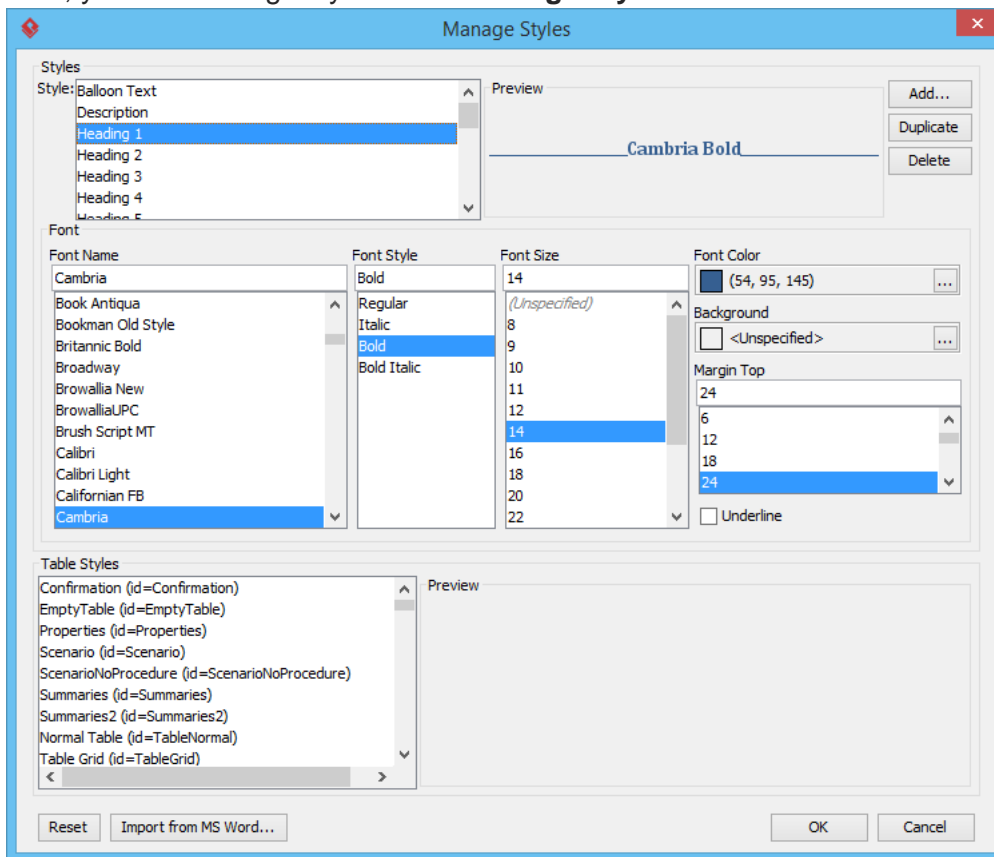 Manage Styles
Styles
Style:
Balloon Text
Description
Heading 1
Heading 2
Heading 3
Heading 4
Heading 5
Preview
Cambria Bold
Add...
Duplicate
Delete
Font
Font Name
Cambria
Book Antiqua
Bookman Old Style
Britannic Bold
Broadway
Browallia New
BrowalliaUPC
Brush Script MT
Calibri
Calibri Light
Californian FB
Cambria
Font Style
Bold
Regular
Italic
Bold
Bold Italic
Font Size
14
(Unspecified)
8
9
10
11
12
14
16
18
20
22
Font Color
(54, 95, 145)
...
Background
<Unspecified>
...
Margin Top
24
6
12
18
24
Underline
Table Styles
Confirmation (id=Confirmation)
EmptyTable (id=EmptyTable)
Properties (id=Properties)
Scenario (id=Scenario)
ScenarioNoProcedure (id=ScenarioNoProcedure)
Summaries (id=Summaries)
Summaries2 (id=Summaries2)
Normal Table (id=TableNormal)
Table Grid (id=TableGrid)
Preview
Reset
Import from MS Word...
OK
Cancel